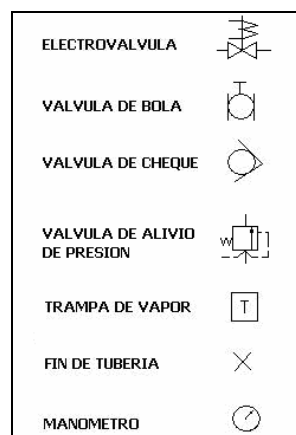 ELECTROVALVULA
VALVULA DE BOLA
VALVULA DE CHEQUE
VALVULA DE ALIVIO
DE PRESION
W
TRAMPA DE VAPOR
T
FIN DE TUBERIA
MANOMETRO